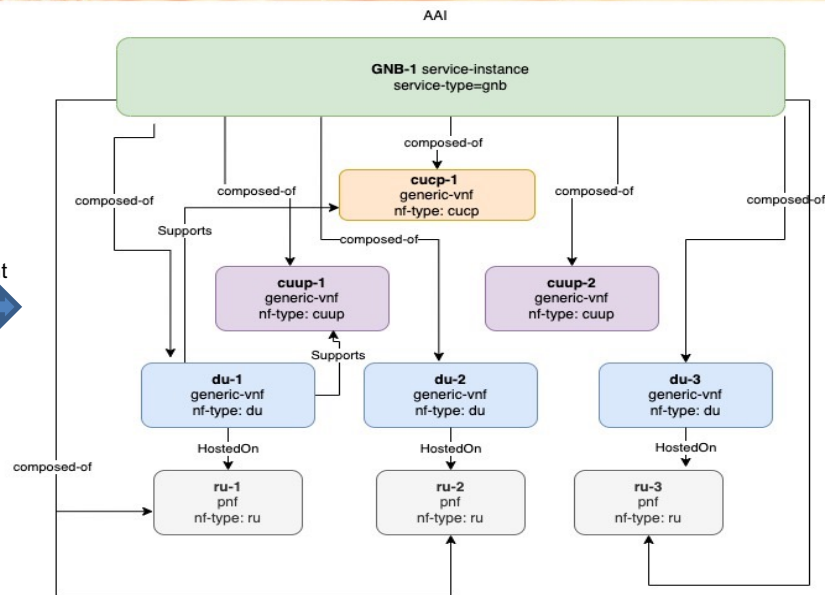 AAI
GNB-1 service-instance
service-type=gnb
composed-of
cucp-1
generic-vnf
nf-type: cucp
composed-of
composed-of
composed-of
composed-of
Supports
composed-of
t
cuup-1
generic-vnf
nf-type: cuup
cuup-2
generic-vnf
nf-type: cuup
Supports
du-1
generic-vnf
nf-type: du
du-2
generic-vnf
nf-type: du
du-3
generic-vnf
nf-type: du
HostedOn
HostedOn
HostedOn
composed-of
ru-1
pnf
nf-type: ru
ru-2
pnf
nf-type: ru
ru-3
pnf
nf-type: ru